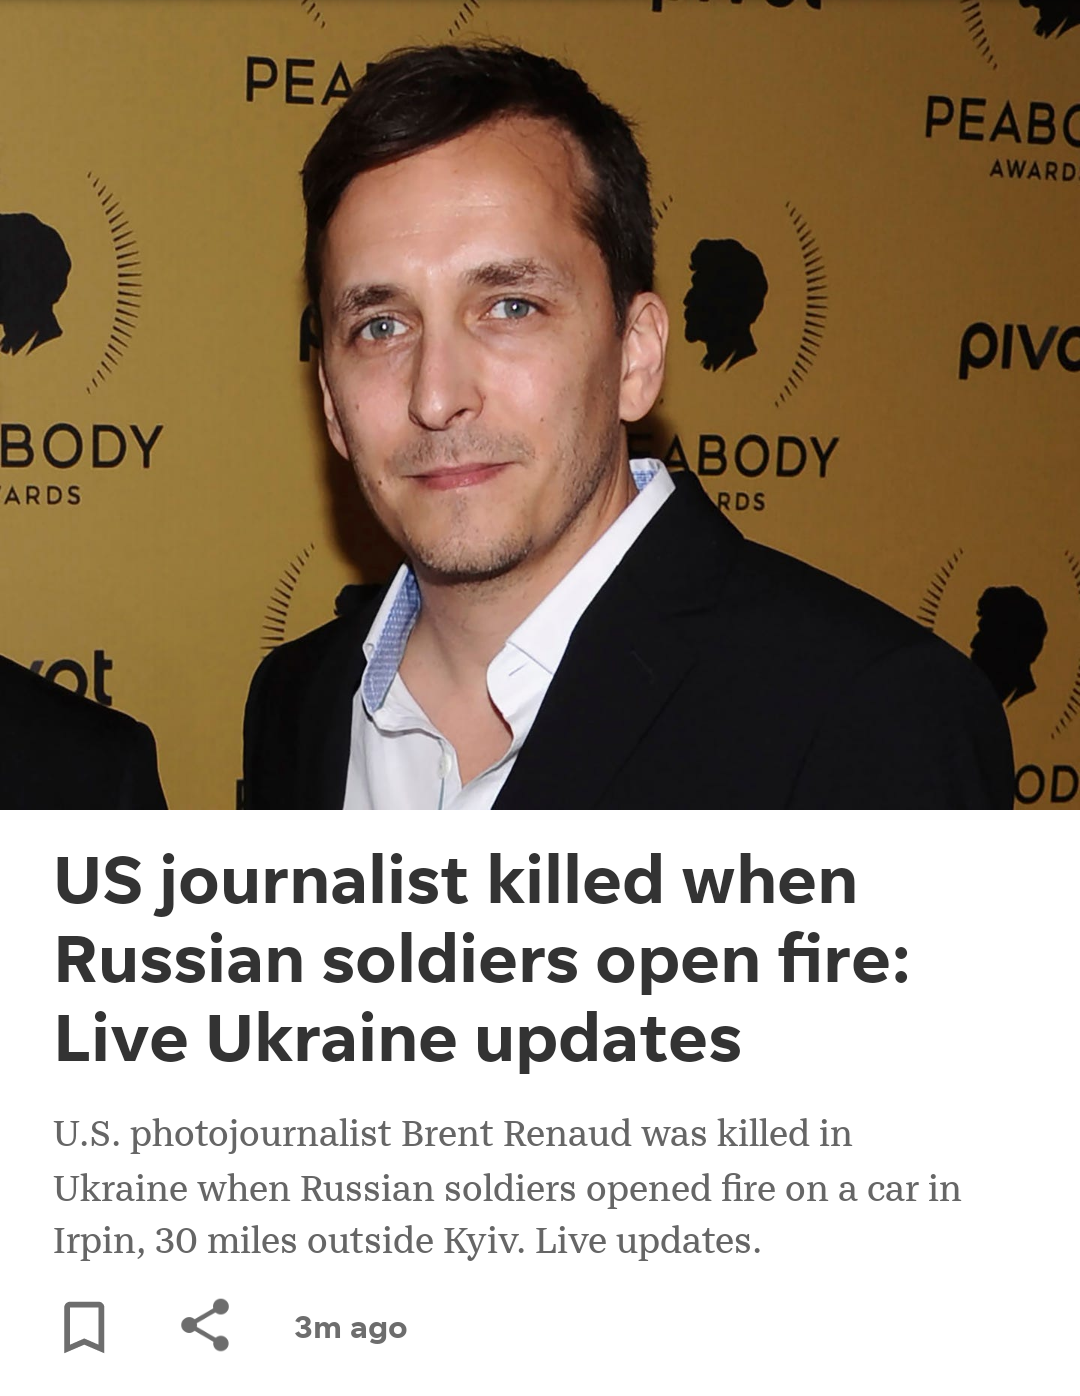 pivot
PEA
PEABO
AWARD
pivo
BODY
ARDS
EABODY
RDS
ot
OD
US journalist killed when
Russian soldiers open fire:
Live Ukraine updates
U.S. photojournalist Brent Renaud was killed in
Ukraine when Russian soldiers opened fire on a car in
Irpin, 30 miles outside Kyiv. Live updates.
3m ago